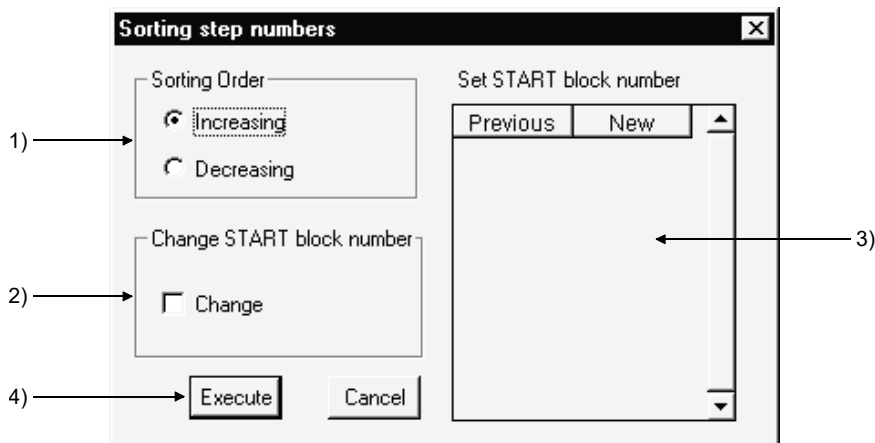 Sorting step numbers
Sorting Order
Increasing
Decreasing
1)
Change START block number
Change
2)
4)
Execute
Cancel
Set START block number
Previous
New
3)